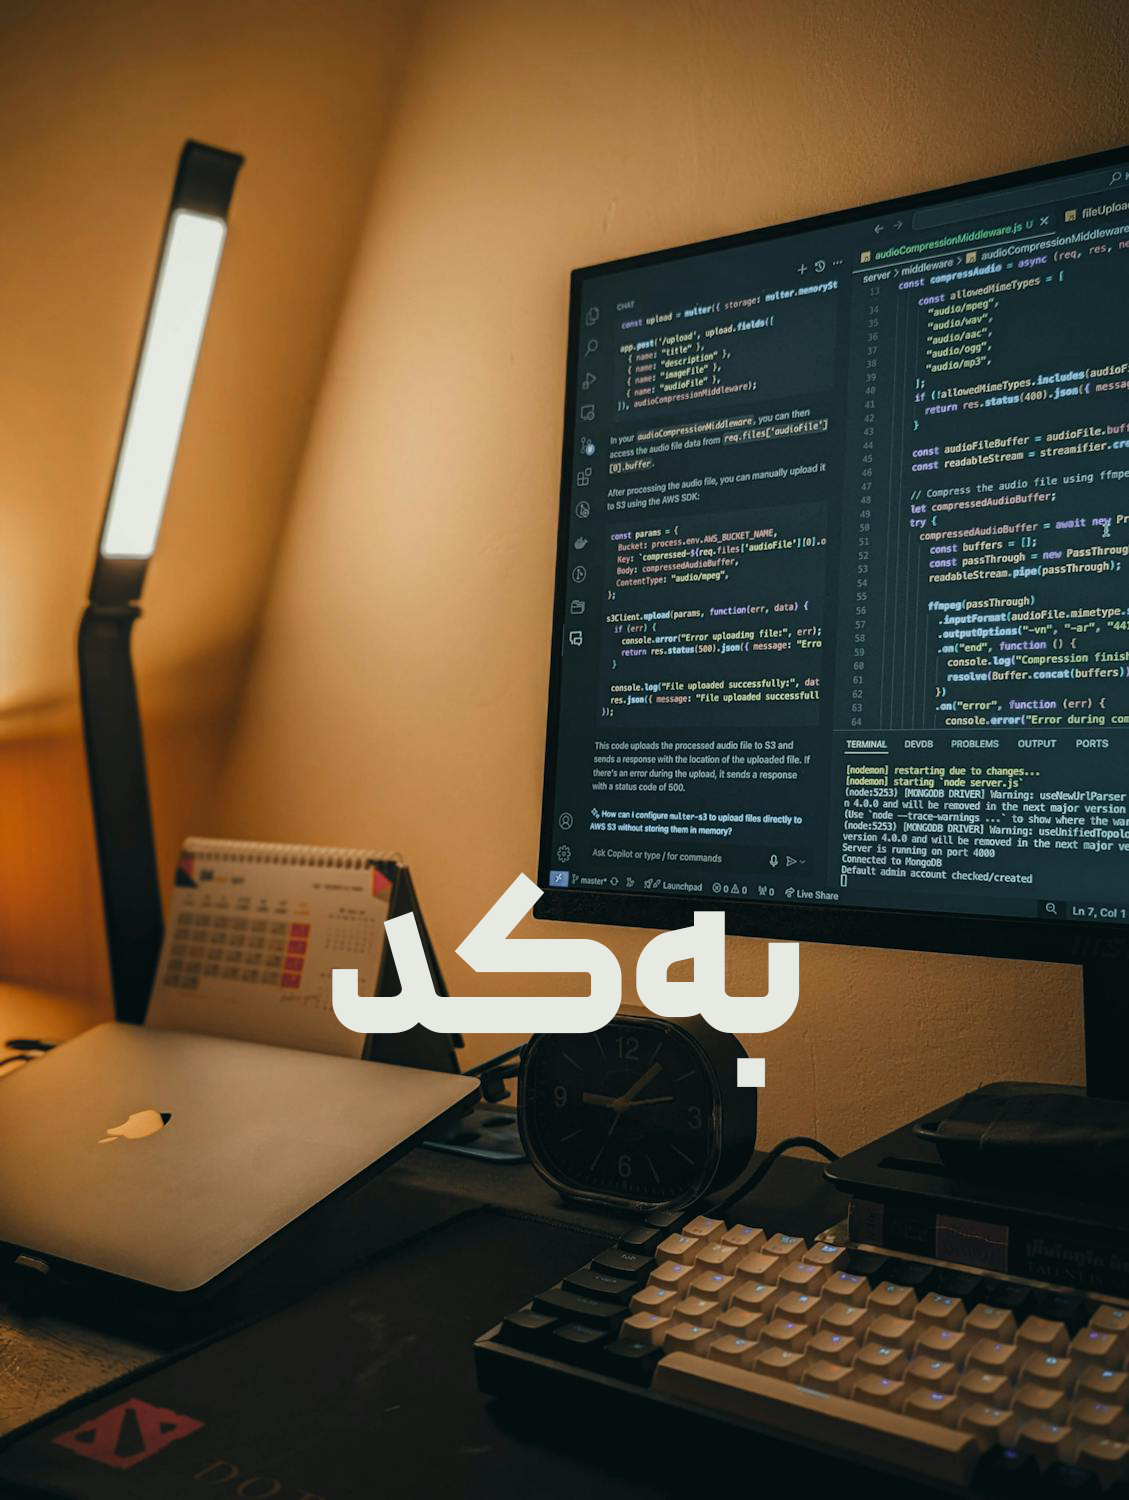 audioCompressionMiddleware.js U
server > middleware > audioCompressionMiddleware
13 const compressAudio = async (req, res, ne
34 const allowedMimeTypes = [
35 "audio/mpeg",
36 "audio/wav",
37 "audio/aac",
38 "audio/ogg",
39 "audio/mp3",
40 ];
41 if (!allowedMimeTypes.includes(audioF
42 return res.status(400).json({ messag
43 }
44
45 const audioFileBuffer = audioFile.buff
46 const readableStream = streamifier.cre
47
48 // Compress the audio file using ffmpe
49 let compressedAudioBuffer;
50 try {
51 compressedAudioBuffer = await new Pr
52 const buffers = [];
53 const passThrough = new PassThroug
54 readableStream.pipe(passThrough);
55
56 ffmpeg(passThrough)
57 .inputFormat(audioFile.mimetype.s
58 .outputOptions("-vn", "-ar", "441
59 .on("end", function () {
60 console.log("Compression finish
61 resolve(Buffer.concat(buffers))
62 })
63 .on("error", function (err) {
64 console.error("Error during com
CHAT
const upload = multer({ storage: multer.memorySt
app.post('/upload', upload.fields([
{ name: "title" },
{ name: "description" },
{ name: "imageFile" },
{ name: "audioFile" },
]), audioCompressionMiddleware);
In your audioCompressionMiddleware, you can then
access the audio file data from req.files['audioFile']
[0].buffer.
After processing the audio file, you can manually upload it
to S3 using the AWS SDK:
const params = {
Bucket: process.env.AWS_BUCKET_NAME,
Key: `compressed-${req.files['audioFile'][0].o
Body: compressedAudioBuffer,
ContentType: "audio/mpeg",
};
s3Client.upload(params, function(err, data) {
if (err) {
console.error("Error uploading file:", err);
return res.status(500).json({ message: "Erro
}
console.log("File uploaded successfully:", dat
res.json({ message: "File uploaded successfull
});
This code uploads the processed audio file to S3 and
sends a response with the location of the uploaded file. If
there's an error during the upload, it sends a response
with a status code of 500.
How can I configure multer-s3 to upload files directly to
AWS S3 without storing them in memory?
Ask Copilot or type / for commands
TERMINAL DEVDB PROBLEMS OUTPUT PORTS
[nodemon] restarting due to changes...
[nodemon] starting `node server.js`
(node:5253) [MONGODB DRIVER] Warning: useNewUrlParser
n 4.0.0 and will be removed in the next major version
(Use `node --trace-warnings ...` to show where the war
(node:5253) [MONGODB DRIVER] Warning: useUnifiedTopolo
version 4.0.0 and will be removed in the next major ve
Server is running on port 4000
Connected to MongoDB
Default admin account checked/created
master* Launchpad 0 0 0 Live Share
Ln 7, Col 1
بەکد
12
9
3
6